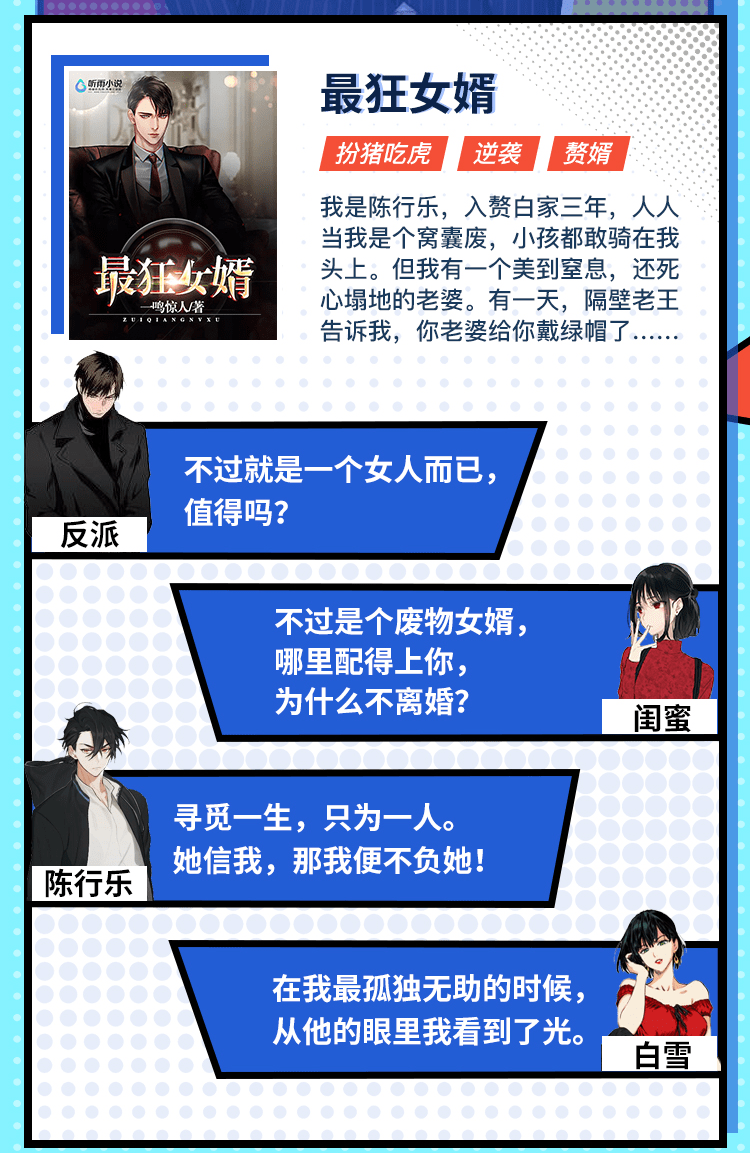 听雨小说
最狂女婿
一鸣惊人/著
ZUIQIANGNVXU
最狂女婿
扮猪吃虎 逆袭 赘婿
我是陈行乐，入赘白家三年，人人
当我是个窝囊废，小孩都敢骑在我
头上。但我有一个美到窒息，还死
心塌地的老婆。有一天，隔壁老王
告诉我，你老婆给你戴绿帽了……
不过就是一个女人而已，
值得吗？
反派
不过是个废物女婿，
哪里配得上你，
为什么不离婚？
闺蜜
寻觅一生，只为一人。
她信我，那我便不负她！
陈行乐
在我最孤独无助的时候，
从他的眼里我看到了光。
白雪